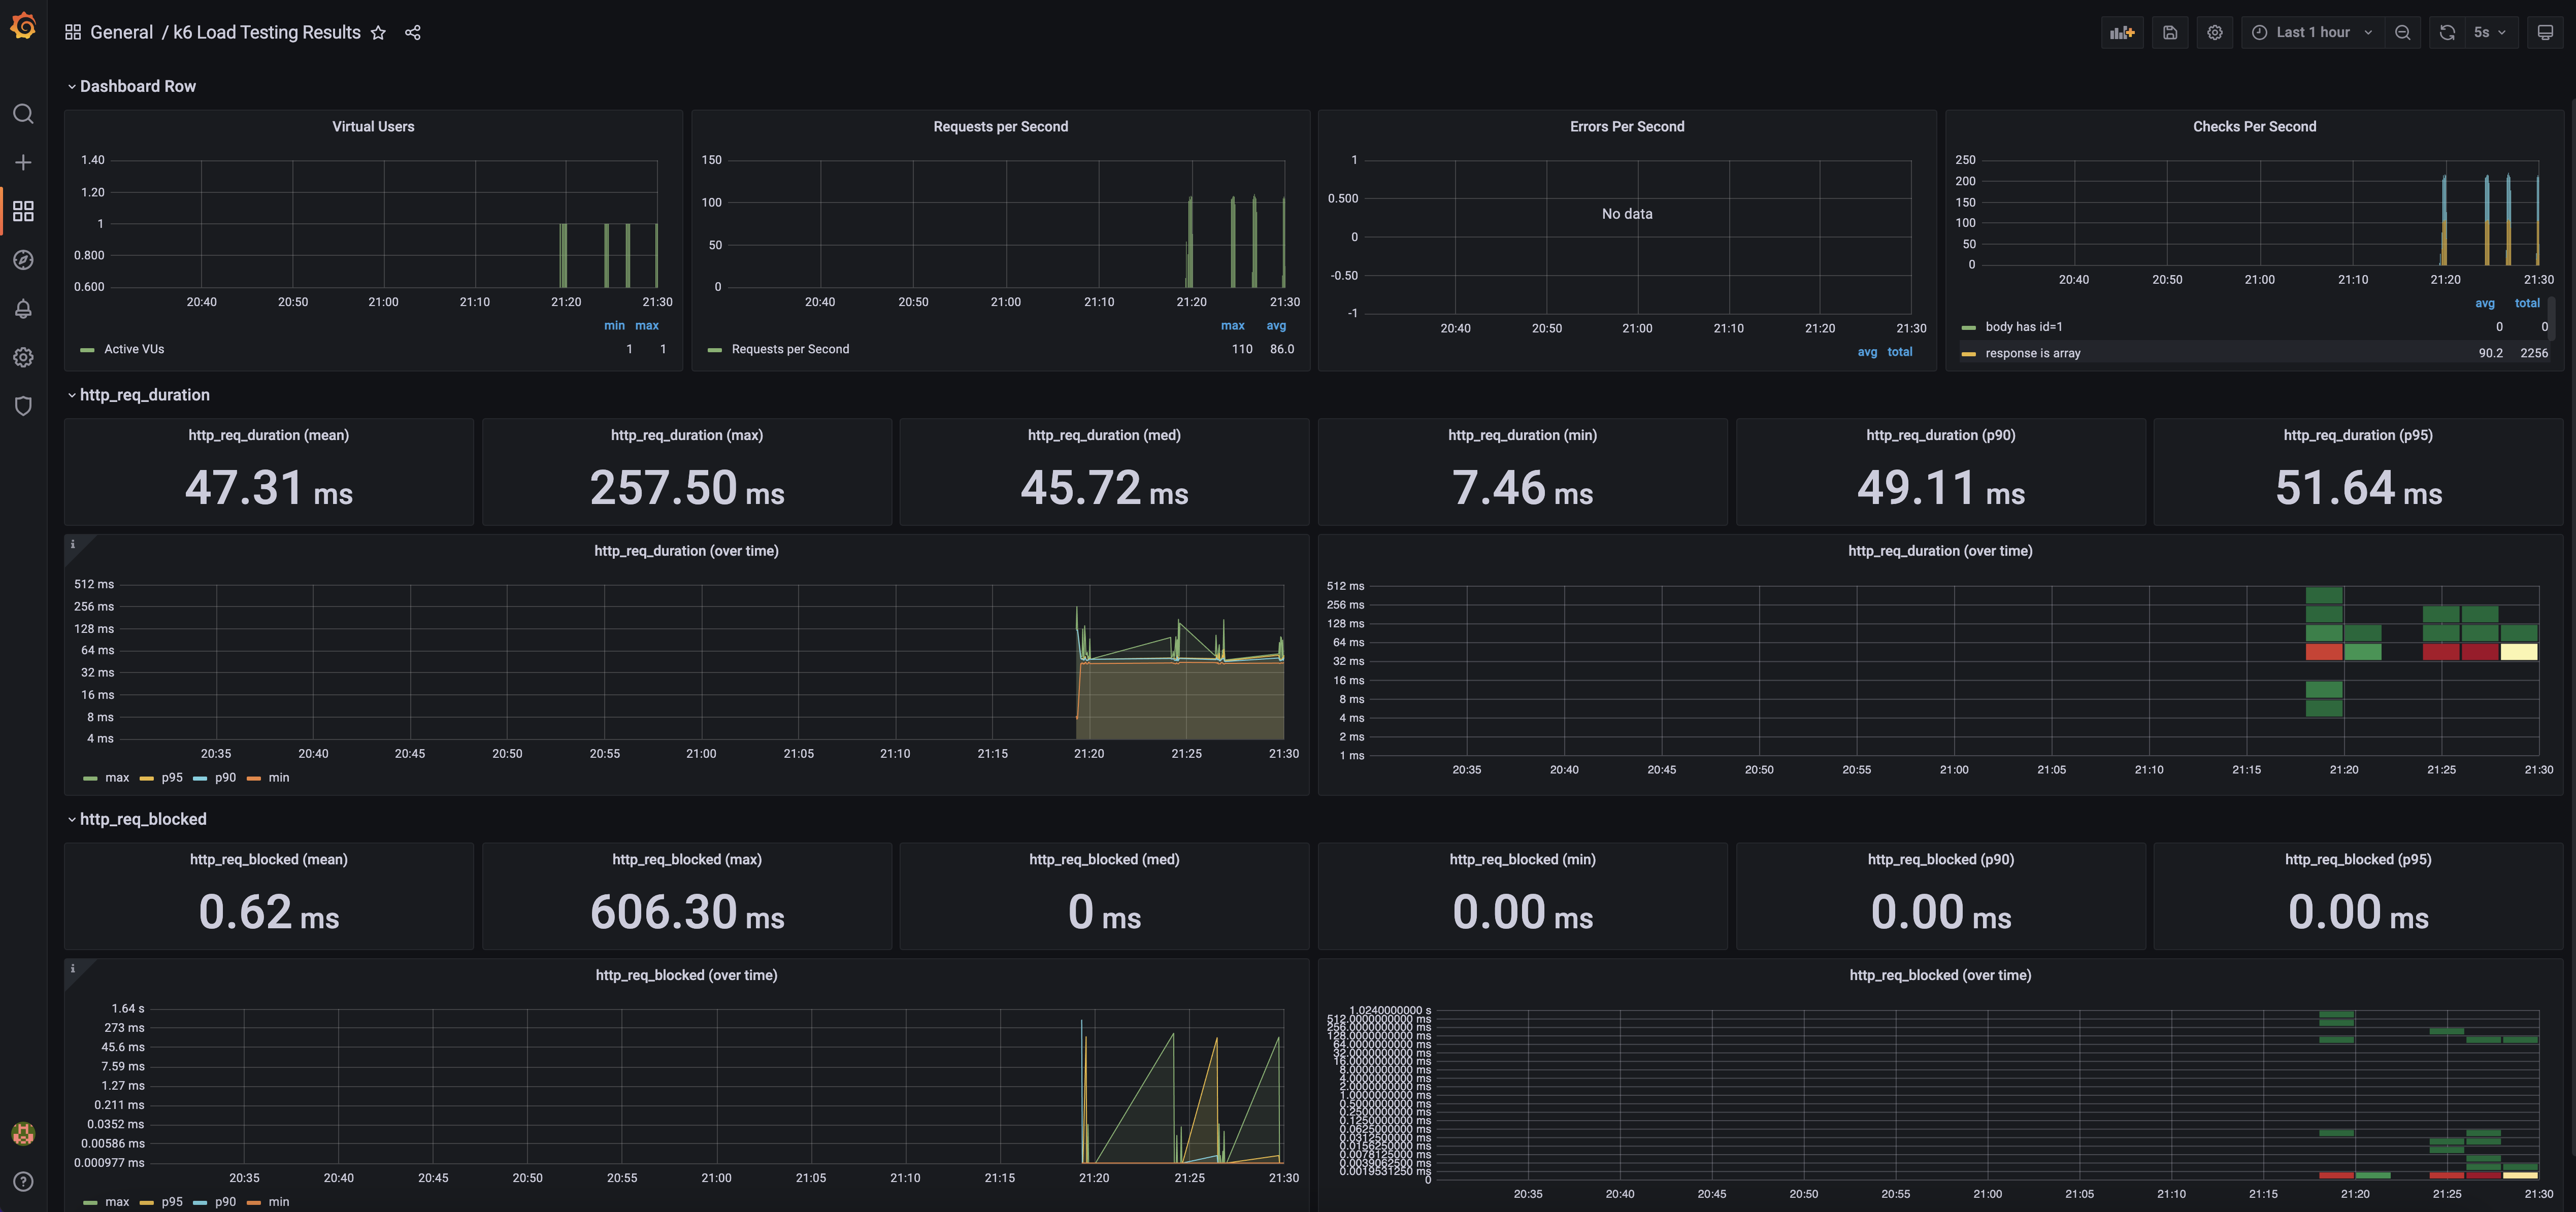 General / k6 Load Testing Results
Last 1 hour
5s
Dashboard Row
Virtual Users
1.40
1.20
1
0.800
0.600
20:40 20:50 21:00 21:10 21:20 21:30
min max
Active VUs 1 1
Requests per Second
150
100
50
0
20:40 20:50 21:00 21:10 21:20 21:30
max avg
Requests per Second 110 86.0
Errors Per Second
1
0.500
0
-0.50
-1
No data
20:40 20:50 21:00 21:10 21:20 21:30
avg total
Checks Per Second
250
200
150
100
50
0
20:40 20:50 21:00 21:10 21:20 21:30
avg total
body has id=1 0 0
response is array 90.2 2256
http_req_duration
http_req_duration (mean)
47.31 ms
http_req_duration (max)
257.50 ms
http_req_duration (med)
45.72 ms
http_req_duration (min)
7.46 ms
http_req_duration (p90)
49.11 ms
http_req_duration (p95)
51.64 ms
i
http_req_duration (over time)
512 ms
256 ms
128 ms
64 ms
32 ms
16 ms
8 ms
4 ms
20:35 20:40 20:45 20:50 20:55 21:00 21:05 21:10 21:15 21:20 21:25 21:30
max p95 p90 min
http_req_duration (over time)
512 ms
256 ms
128 ms
64 ms
32 ms
16 ms
8 ms
4 ms
2 ms
1 ms
20:35 20:40 20:45 20:50 20:55 21:00 21:05 21:10 21:15 21:20 21:25 21:30
http_req_blocked
http_req_blocked (mean)
0.62 ms
http_req_blocked (max)
606.30 ms
http_req_blocked (med)
0 ms
http_req_blocked (min)
0.00 ms
http_req_blocked (p90)
0.00 ms
http_req_blocked (p95)
0.00 ms
i
http_req_blocked (over time)
1.64 s
273 ms
45.6 ms
7.59 ms
1.27 ms
0.211 ms
0.0352 ms
0.00586 ms
0.000977 ms
20:35 20:40 20:45 20:50 20:55 21:00 21:05 21:10 21:15 21:20 21:25 21:30
max p95 p90 min
http_req_blocked (over time)
1.0240000000 s
512.0000000000 ms
256.0000000000 ms
128.0000000000 ms
64.0000000000 ms
32.0000000000 ms
16.0000000000 ms
8.0000000000 ms
4.0000000000 ms
2.0000000000 ms
1.0000000000 ms
0.5000000000 ms
0.2500000000 ms
0.1250000000 ms
0.0625000000 ms
0.0312500000 ms
0.0156250000 ms
0.0078125000 ms
0.0039062500 ms
0.0019531250 ms
0
20:35 20:40 20:45 20:50 20:55 21:00 21:05 21:10 21:15 21:20 21:25 21:30